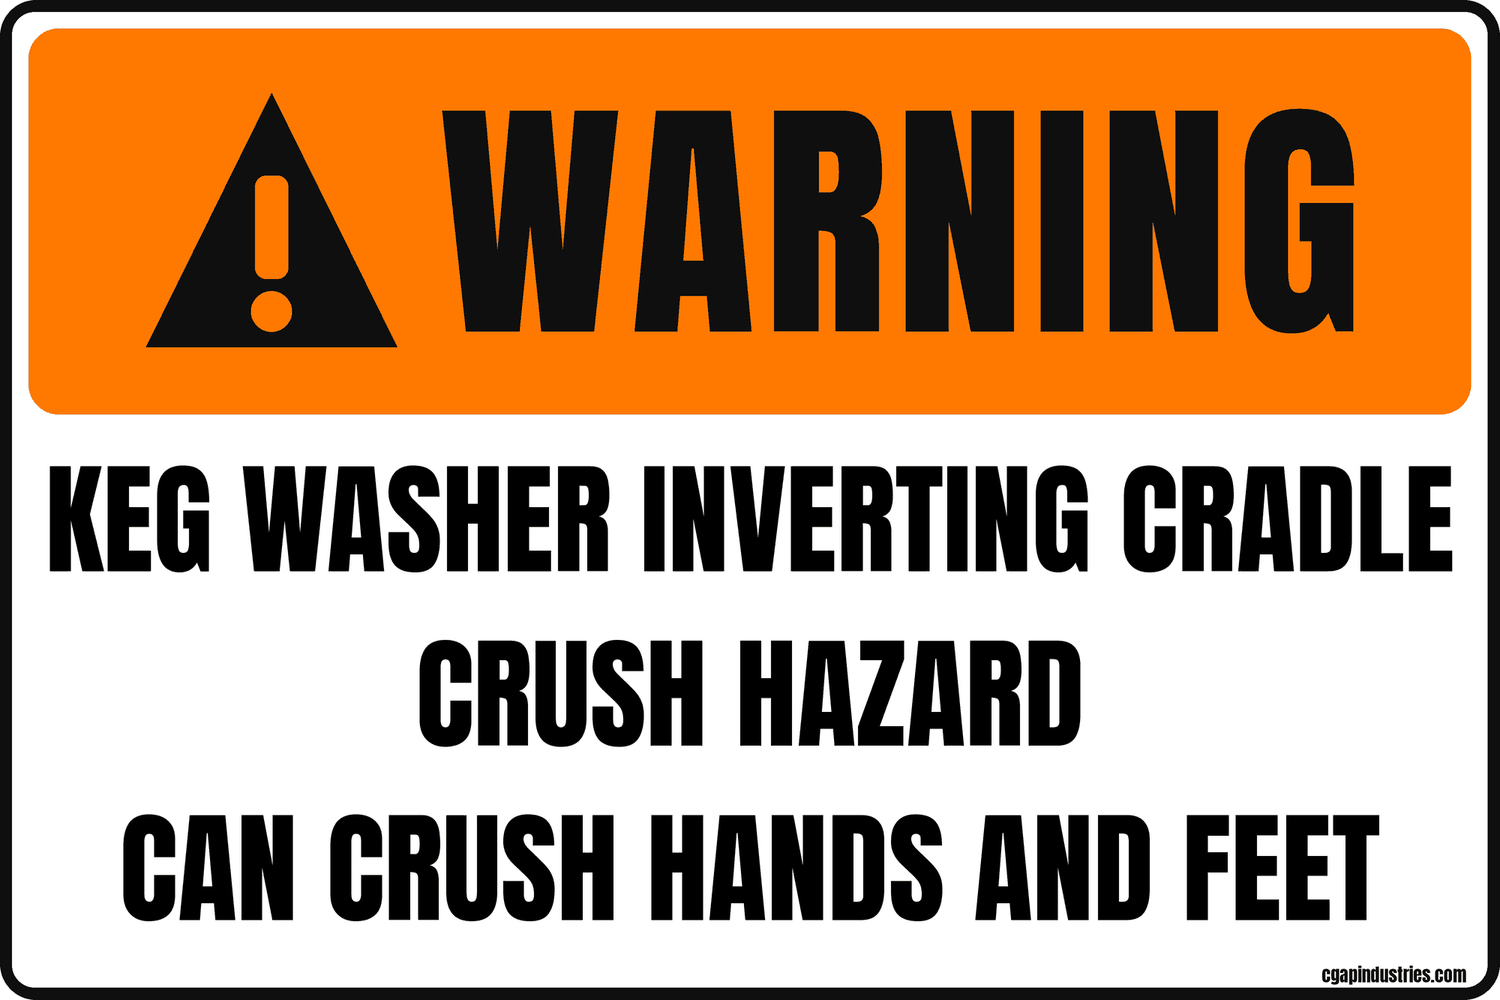 WARNING
KEG WASHER INVERTING CRADLE
CRUSH HAZARD
CAN CRUSH HANDS AND FEET
cgapindustries.com